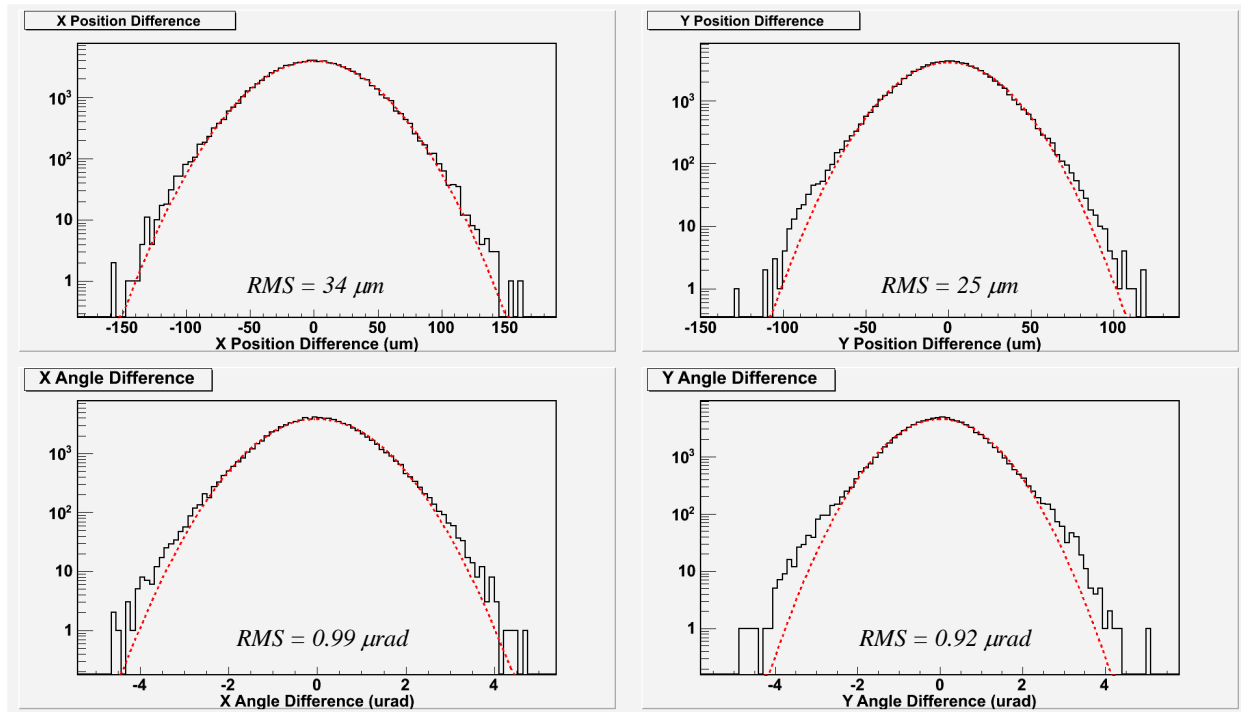 X Position Difference
10³
10²
10
1
RMS = 34 μm
-150 -100 -50 0 50 100 150
X Position Difference (um)
Y Position Difference
10³
10²
10
1
RMS = 25 μm
-150 -100 -50 0 50 100
Y Position Difference (um)
X Angle Difference
10³
10²
10
1
RMS = 0.99 μrad
-4 -2 0 2 4
X Angle Difference (urad)
Y Angle Difference
10³
10²
10
1
RMS = 0.92 μrad
-4 -2 0 2 4
Y Angle Difference (urad)